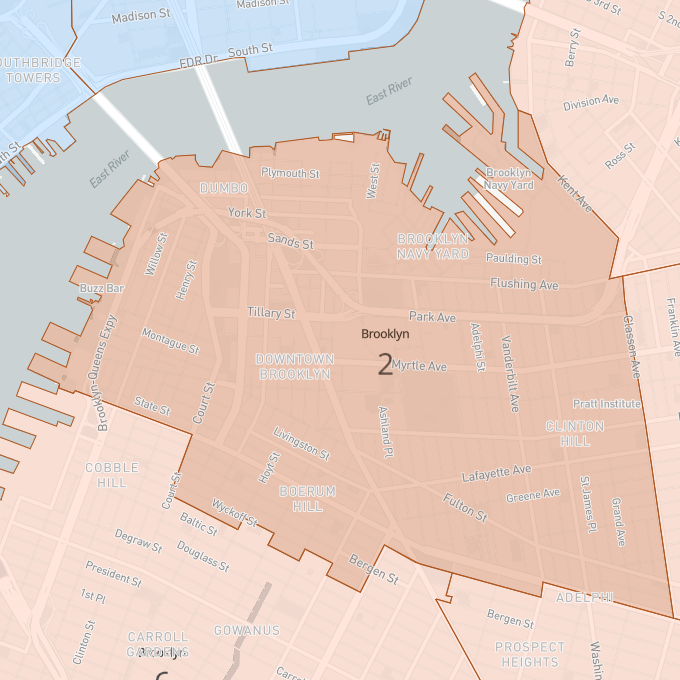 Madison St
Madison St
S 3rd St
S 2nd
Berry St
SOUTHBRIDGE
TOWERS
FDR Dr
South St
East River
Division Ave
Ross St
East River
Plymouth St
West St
Brooklyn
Navy Yard
Kent Ave
DUMBO
York St
Sands St
BROOKLYN
NAVY YARD
Willow St
Henry St
Paulding St
Flushing Ave
Buzz Bar
Tillary St
Park Ave
Brooklyn
2
Adelphi St
Vanderbilt Ave
Classon Ave
Franklin Ave
Montague St
Brooklyn-Queens Expy
DOWNTOWN
BROOKLYN
Myrtle Ave
State St
Court St
Ashland Pl
Pratt Institute
CLINTON
HILL
Livingston St
Hoyt St
COBBLE
HILL
Court St
BOERUM
HILL
Lafayette Ave
Greene Ave
Fulton St
St James Pl
Grand Ave
Wyckoff St
Baltic St
Degraw St
Douglass St
Bergen St
President St
1st Pl
ADELPHI
Bergen St
Clinton St
CARROLL
GARDENS
GOWANUS
PROSPECT
HEIGHTS